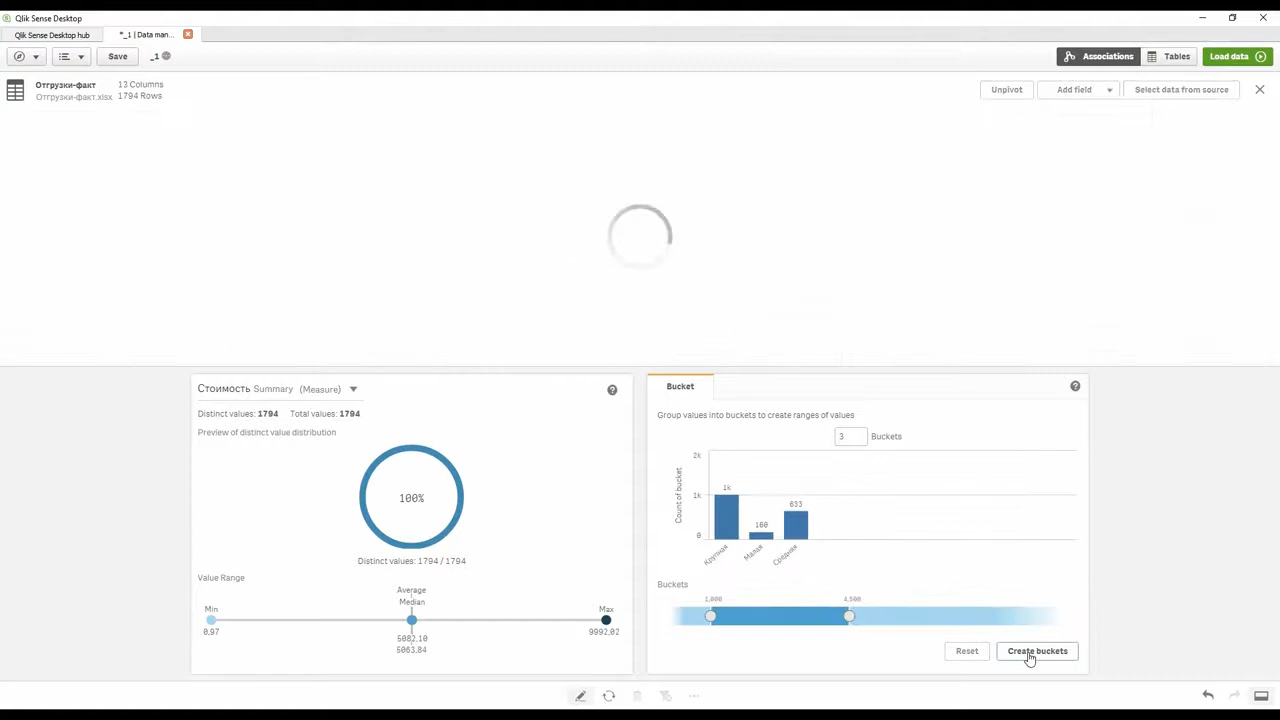 Qlik Sense Desktop
Qlik Sense Desktop hub
*_1 | Data man...
Save
_1
Associations
Tables
Load data
Отгрузки-факт
13 Columns
Отгрузки-факт.xlsx
1794 Rows
Unpivot
Add field
Select data from source
Стоимость Summary (Measure)
Distinct values: 1794 Total values: 1794
Preview of distinct value distribution
100%
Distinct values: 1794 / 1794
Value Range
Average
Median
Min
Max
0,97
5082,10
5063,84
9992,02
Bucket
Group values into buckets to create ranges of values
3 Buckets
Count of bucket
2k
1k
0
1k
160
633
Крупная
Малая
Средняя
Buckets
1,000
4,500
Reset
Create buckets